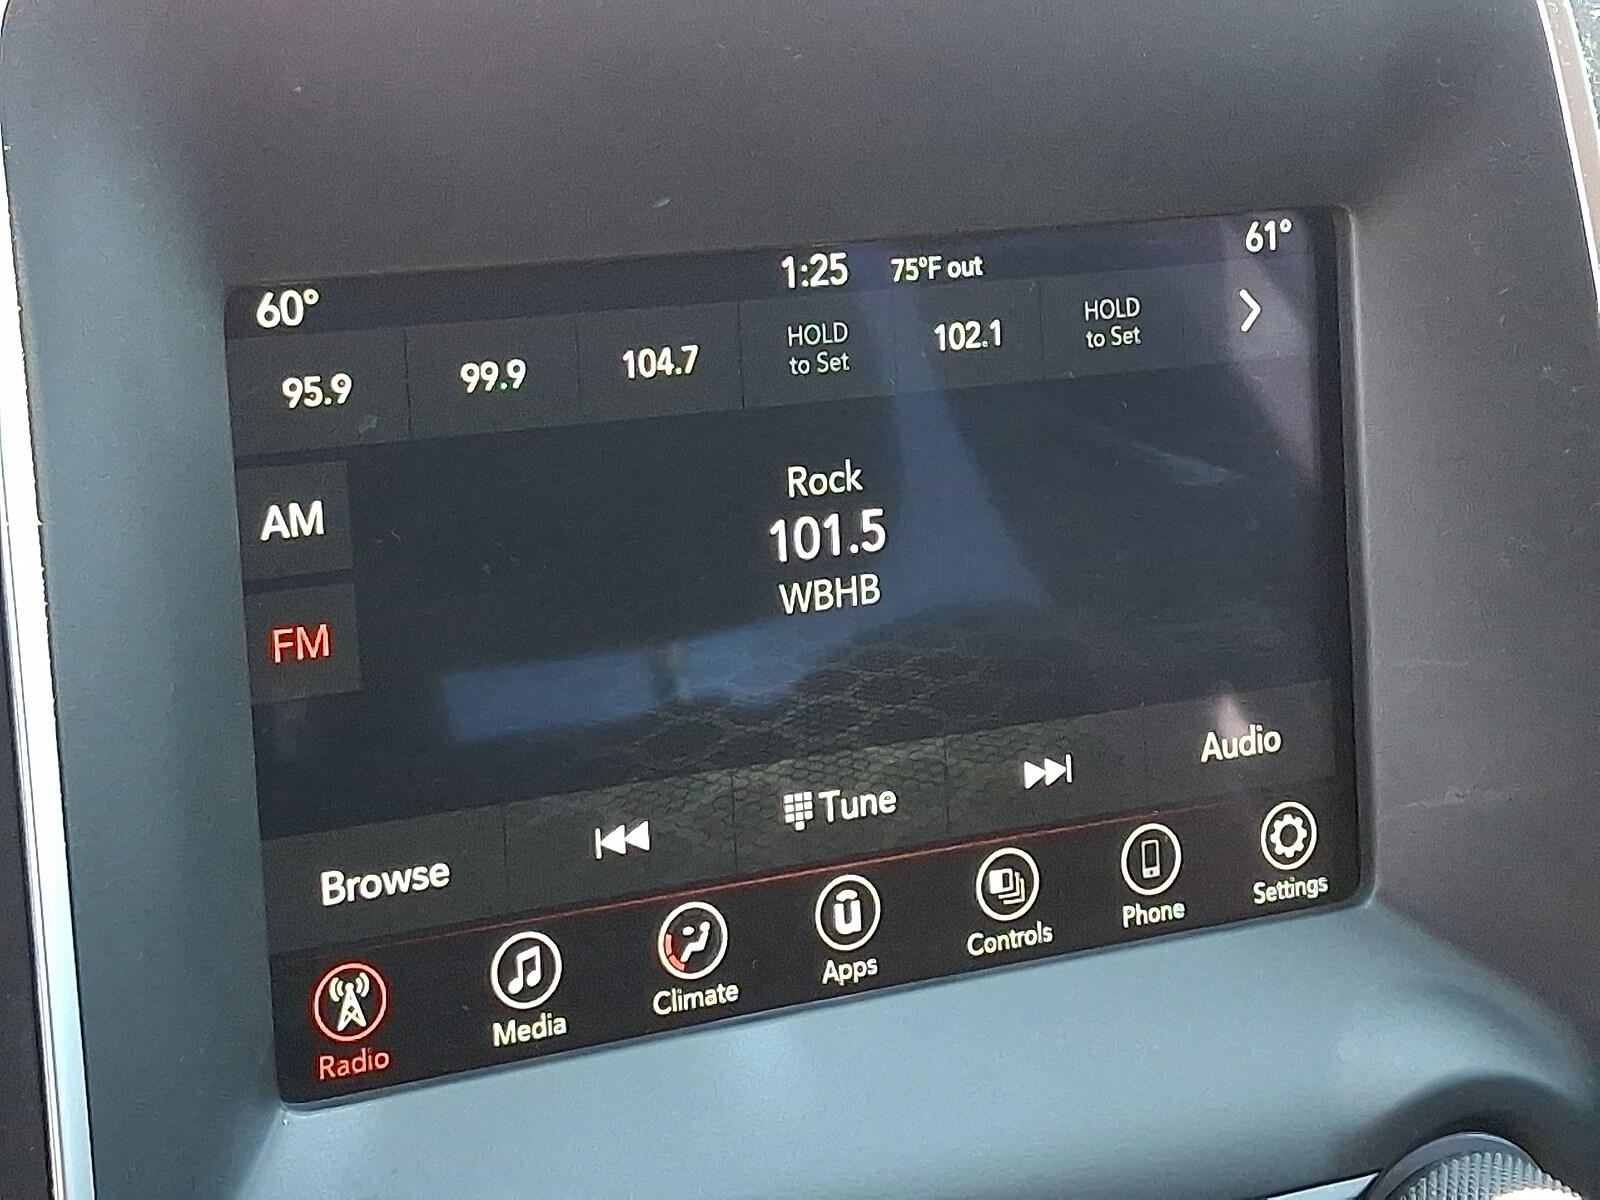 60° 1:25 75°F out 61°
95.9 99.9 104.7 HOLD to Set 102.1 HOLD to Set
AM
FM
Rock
101.5
WBHB
Browse Tune Audio
Radio Media Climate Apps Controls Phone Settings